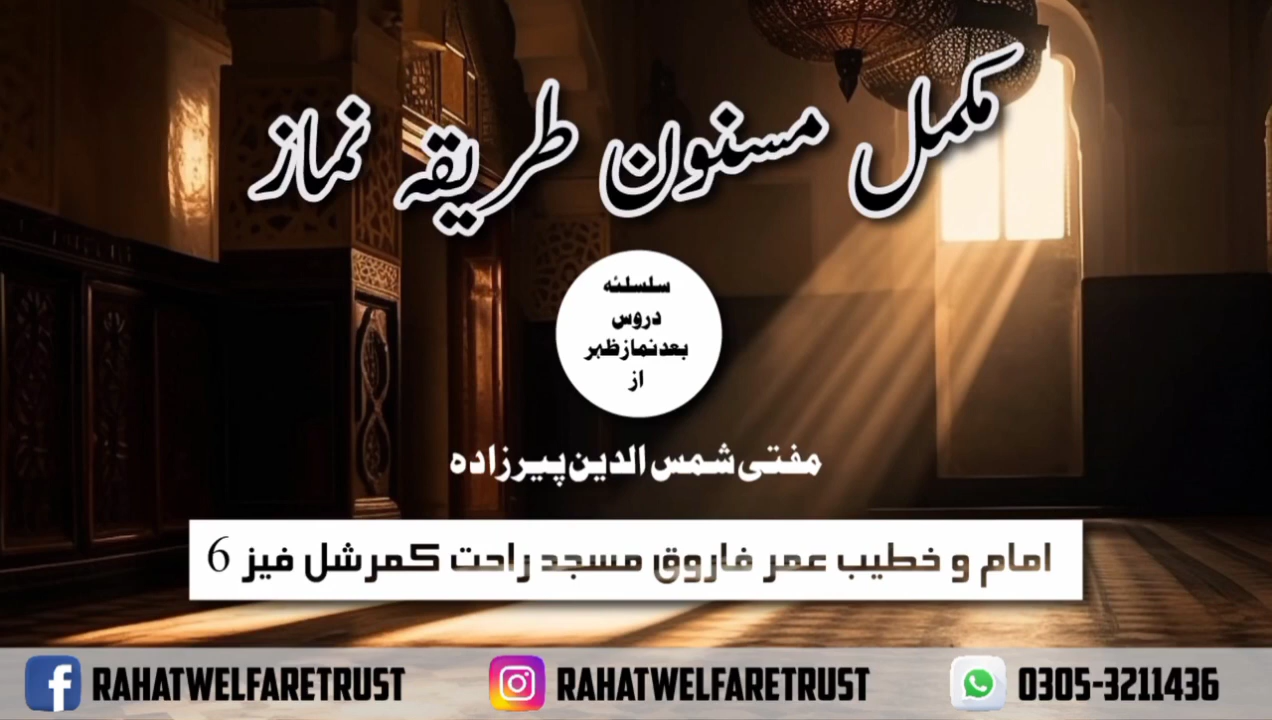 مکمل مسنون طریقہ نماز
سلسلئہ
دروس
بعد نماز ظہر
از
مفتی شمس الدین پیرزادہ
امام و خطیب عمر فاروق مسجد راحت کمرشل فیز 6
RAHATWELFARETRUST RAHATWELFARETRUST 0305-3211436